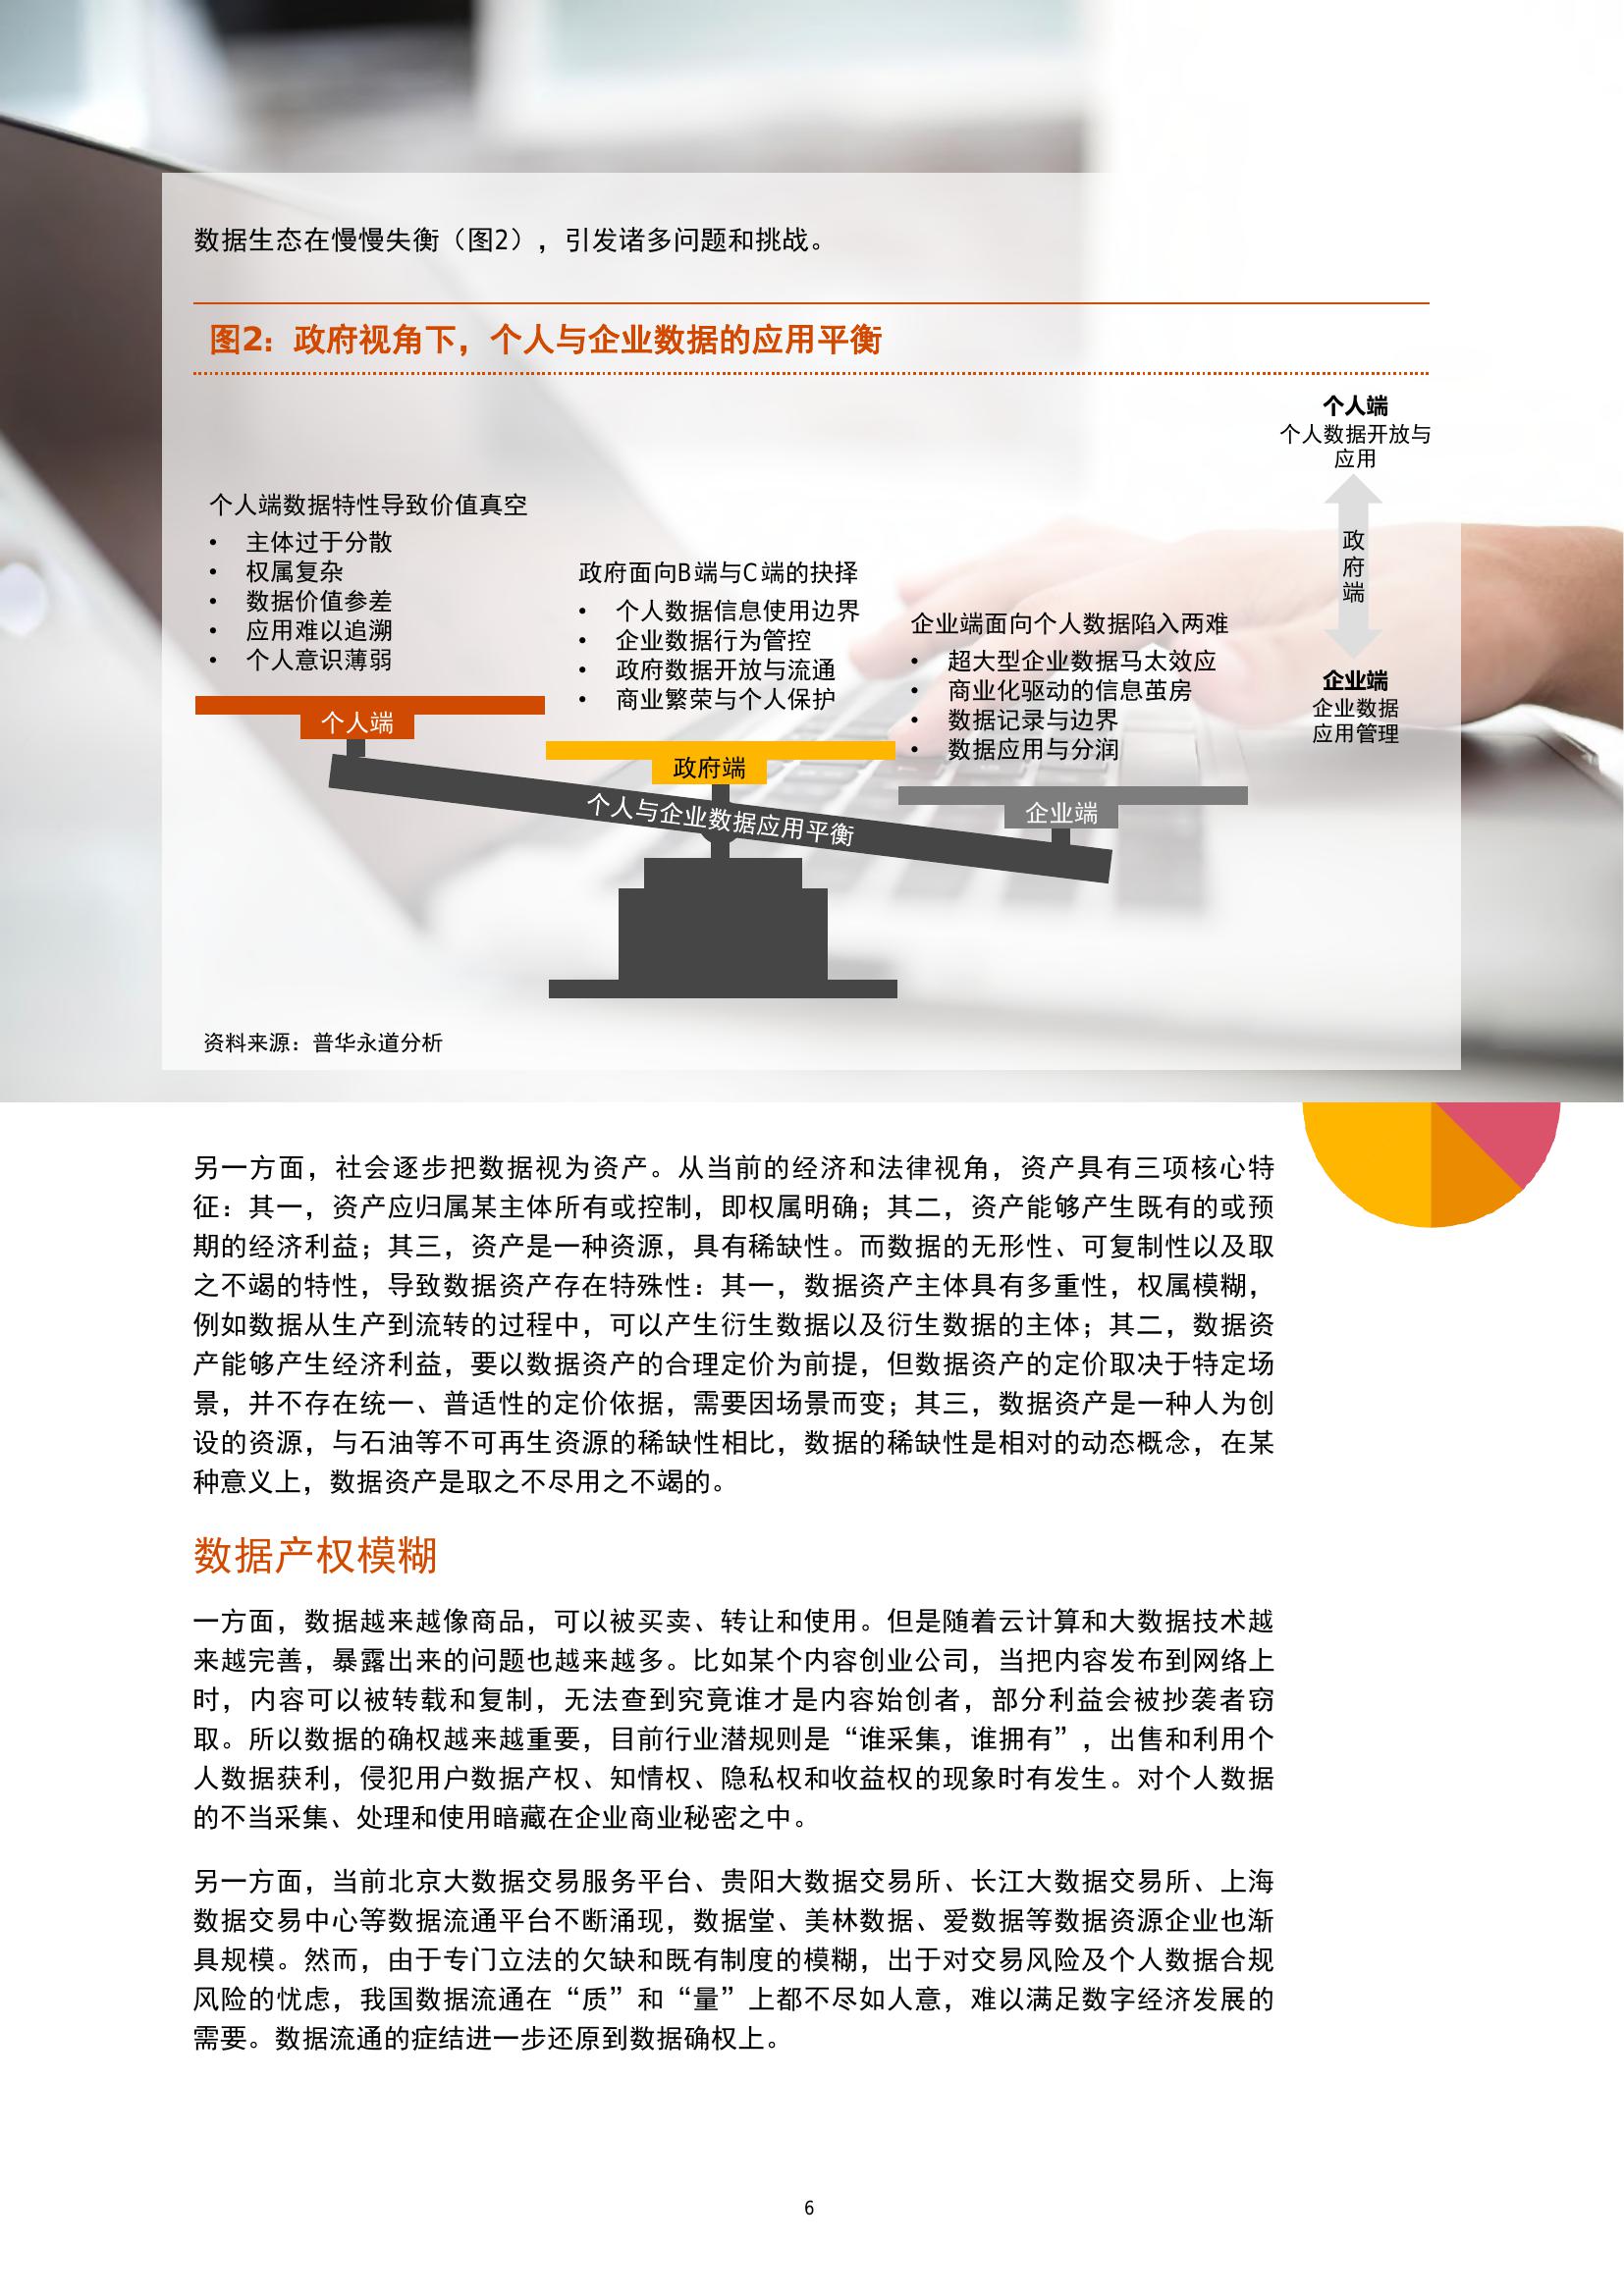 数据生态在慢慢失衡（图2），引发诸多问题和挑战。
图2：政府视角下，个人与企业数据的应用平衡
个人端
个人数据开放与
应用
政
府
端
企业端
企业数据
应用管理
个人端数据特性导致价值真空
• 主体过于分散
• 权属复杂
• 数据价值参差
• 应用难以追溯
• 个人意识薄弱
个人端
政府面向B端与C端的抉择
• 个人数据信息使用边界
• 企业数据行为管控
• 政府数据开放与流通
• 商业繁荣与个人保护
政府端
企业端面向个人数据陷入两难
• 超大型企业数据马太效应
• 商业化驱动的信息茧房
• 数据记录与边界
• 数据应用与分润
企业端
个人与企业数据应用平衡
资料来源：普华永道分析
另一方面，社会逐步把数据视为资产。从当前的经济和法律视角，资产具有三项核心特
征：其一，资产应归属某主体所有或控制，即权属明确；其二，资产能够产生既有的或预
期的经济利益；其三，资产是一种资源，具有稀缺性。而数据的无形性、可复制性以及取
之不竭的特性，导致数据资产存在特殊性：其一，数据资产主体具有多重性，权属模糊，
例如数据从生产到流转的过程中，可以产生衍生数据以及衍生数据的主体；其二，数据资
产能够产生经济利益，要以数据资产的合理定价为前提，但数据资产的定价取决于特定场
景，并不存在统一、普适性的定价依据，需要因场景而变；其三，数据资产是一种人为创
设的资源，与石油等不可再生资源的稀缺性相比，数据的稀缺性是相对的动态概念，在某
种意义上，数据资产是取之不尽用之不竭的。
数据产权模糊
一方面，数据越来越像商品，可以被买卖、转让和使用。但是随着云计算和大数据技术越
来越完善，暴露出来的问题也越来越多。比如某个内容创业公司，当把内容发布到网络上
时，内容可以被转载和复制，无法查到究竟谁才是内容始创者，部分利益会被抄袭者窃
取。所以数据的确权越来越重要，目前行业潜规则是“谁采集，谁拥有”，出售和利用个
人数据获利，侵犯用户数据产权、知情权、隐私权和收益权的现象时有发生。对个人数据
的不当采集、处理和使用暗藏在企业商业秘密之中。
另一方面，当前北京大数据交易服务平台、贵阳大数据交易所、长江大数据交易所、上海
数据交易中心等数据流通平台不断涌现，数据堂、美林数据、爱数据等数据资源企业也渐
具规模。然而，由于专门立法的欠缺和既有制度的模糊，出于对交易风险及个人数据合规
风险的忧虑，我国数据流通在“质”和“量”上都不尽如人意，难以满足数字经济发展的
需要。数据流通的症结进一步还原到数据确权上。
6